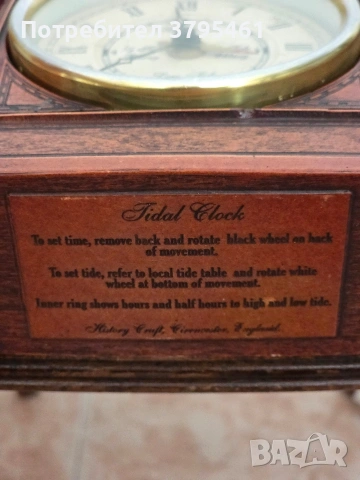 Потребител 3795461
XII
Tidal Clock
To set time, remove back and rotate black wheel on back
of movement.
To set tide, refer to local tide table and rotate white
wheel at bottom of movement.
Inner ring shows hours and half hours to high and low tide.
History Craft, Cirencester, England.
BAZAR